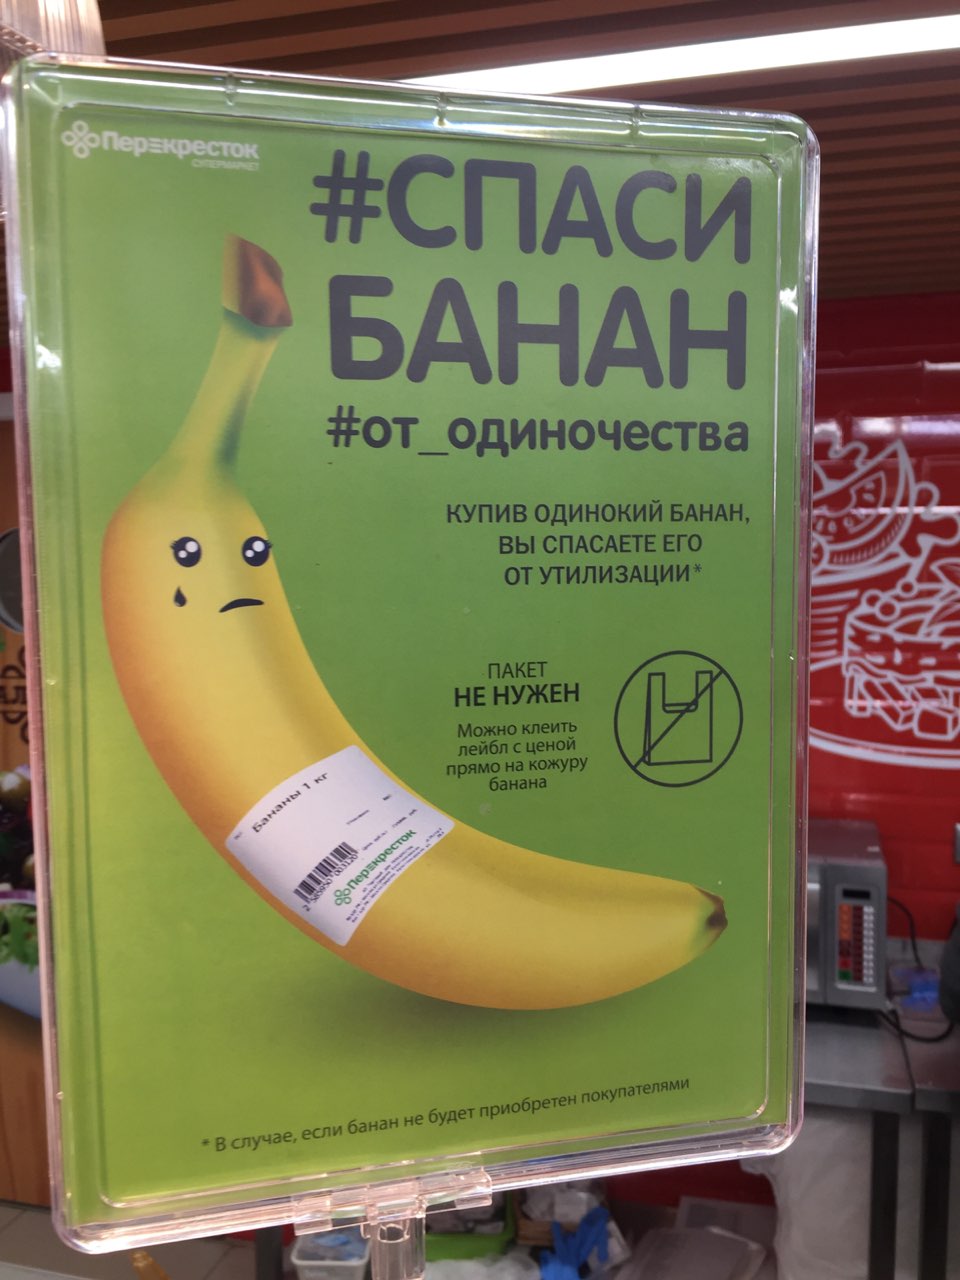 Перекресток
СУПЕРМАРКЕТ
#СПАСИ
БАНАН
#от_одиночества
КУПИВ ОДИНОКИЙ БАНАН,
ВЫ СПАСАЕТЕ ЕГО
ОТ УТИЛИЗАЦИИ*
ПАКЕТ
НЕ НУЖЕН
Можно клеить
лейбл с ценой
прямо на кожуру
банана
Бананы 1 кг
Перекресток
* В случае, если банан не будет приобретен покупателями